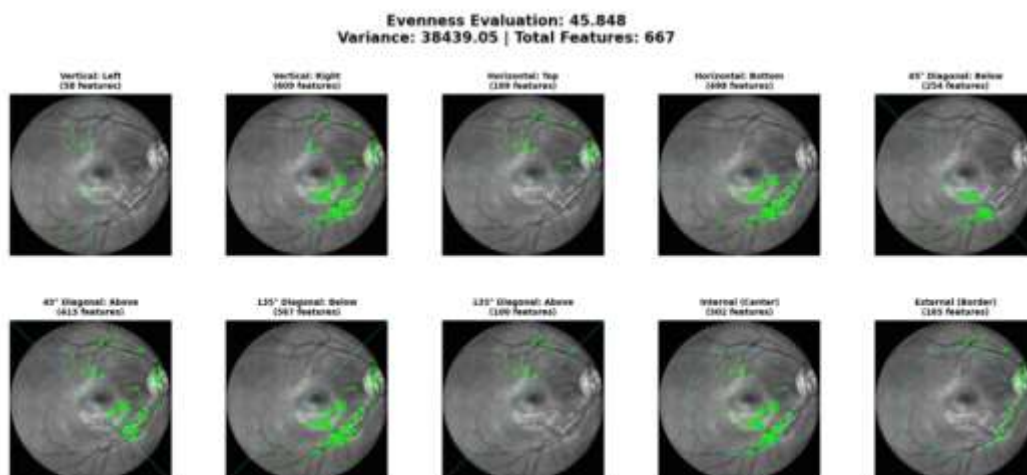 Evenness Evaluation: 45.848
Variance: 38439.05 | Total Features: 667
Vertical: Left
(58 features)
Vertical: Right
(609 features)
Horizontal: Top
(169 features)
Horizontal: Bottom
(498 features)
45° Diagonal: Below
(254 features)
45° Diagonal: Above
(413 features)
135° Diagonal: Below
(567 features)
135° Diagonal: Above
(100 features)
Internal (Center)
(502 features)
External (Border)
(165 features)